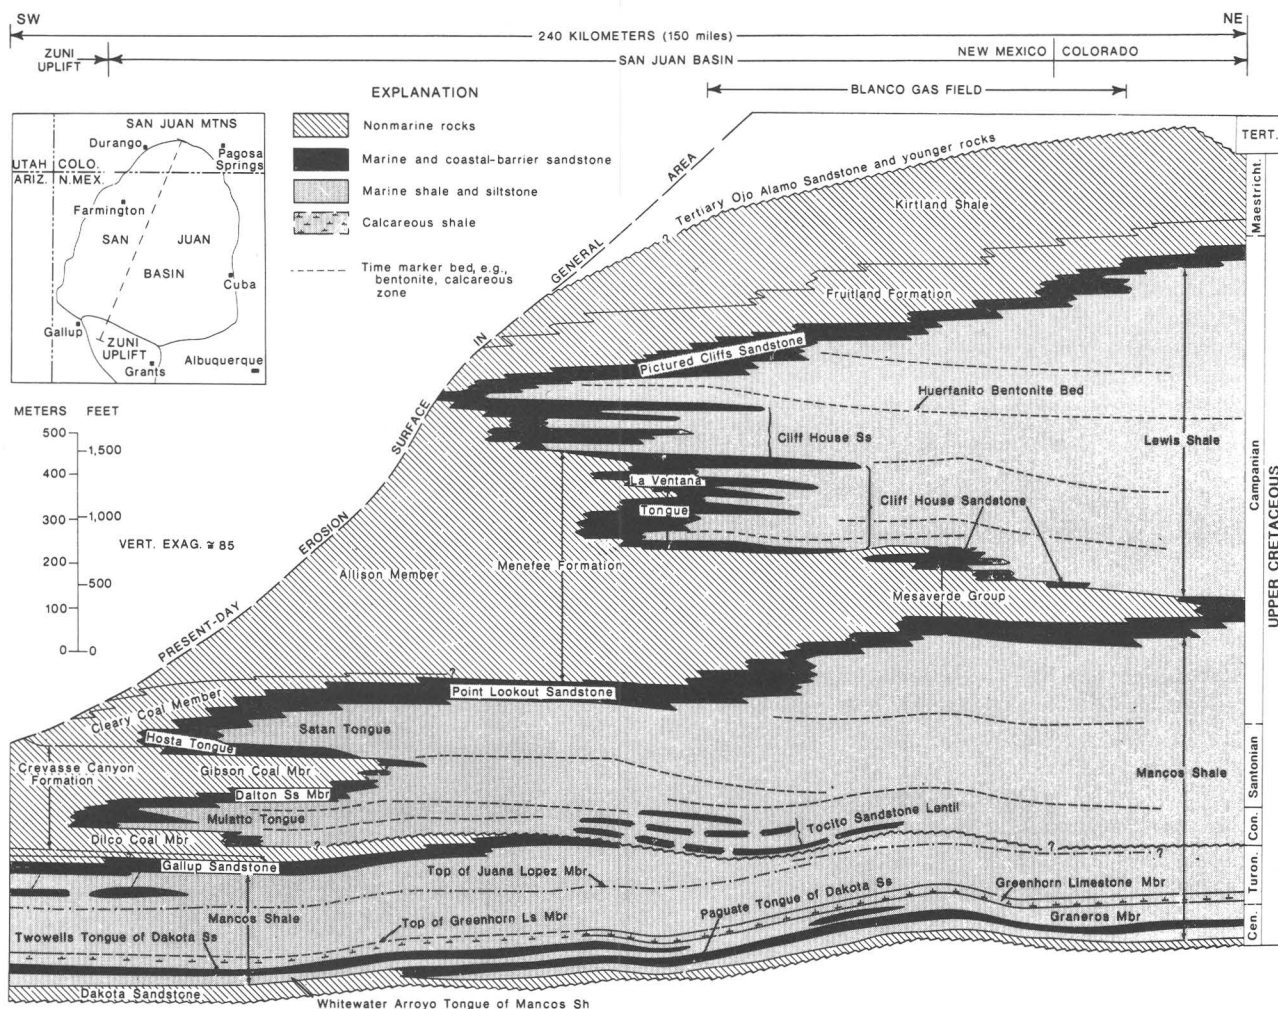 SW
NE
240 KILOMETERS (150 miles)
ZUNI
UPLIFT
SAN JUAN BASIN
NEW MEXICO
COLORADO
BLANCO GAS FIELD
EXPLANATION
Nonmarine rocks
Marine and coastal-barrier sandstone
Marine shale and siltstone
Calcareous shale
Time marker bed, e.g.,
bentonite, calcareous
zone
SAN JUAN MTNS
Durango
Pagosa
Springs
UTAH
COLO.
ARIZ.
N.MEX.
Farmington
SAN JUAN
BASIN
Cuba
Gallup
ZUNI
UPLIFT
Grants
Albuquerque
METERS FEET
500
1,500
400
1,000
300
200
500
100
0
0
VERT. EXAG. ≅ 85
PRESENT-DAY EROSION SURFACE IN GENERAL AREA
TERT.
Maestricht.
Campanian
Santonian
Con.
Turon.
Cen.
UPPER CRETACEOUS
? Tertiary Ojo Alamo Sandstone and younger rocks
Kirtland Shale
Fruitland Formation
Pictured Cliffs Sandstone
Huerfanito Bentonite Bed
Cliff House Ss
Lewis Shale
La Ventana
Tongue
Cliff House Sandstone
Allison Member
Menefee Formation
Mesaverde Group
?
Point Lookout Sandstone
Cleary Coal Member
Satan Tongue
Hosta Tongue
Crevasse Canyon
Formation
Gibson Coal Mbr
Mancos Shale
Dalton Ss Mbr
Mulatto Tongue
Tocito Sandstone Lentil
Dilco Coal Mbr
?
?
?
Gallup Sandstone
Top of Juana Lopez Mbr
Greenhorn Limestone Mbr
Paguate Tongue of Dakota Ss
Mancos Shale
Top of Greenhorn Ls Mbr
Graneros Mbr
Twowells Tongue of Dakota Ss
Dakota Sandstone
Whitewater Arroyo Tongue of Mancos Sh